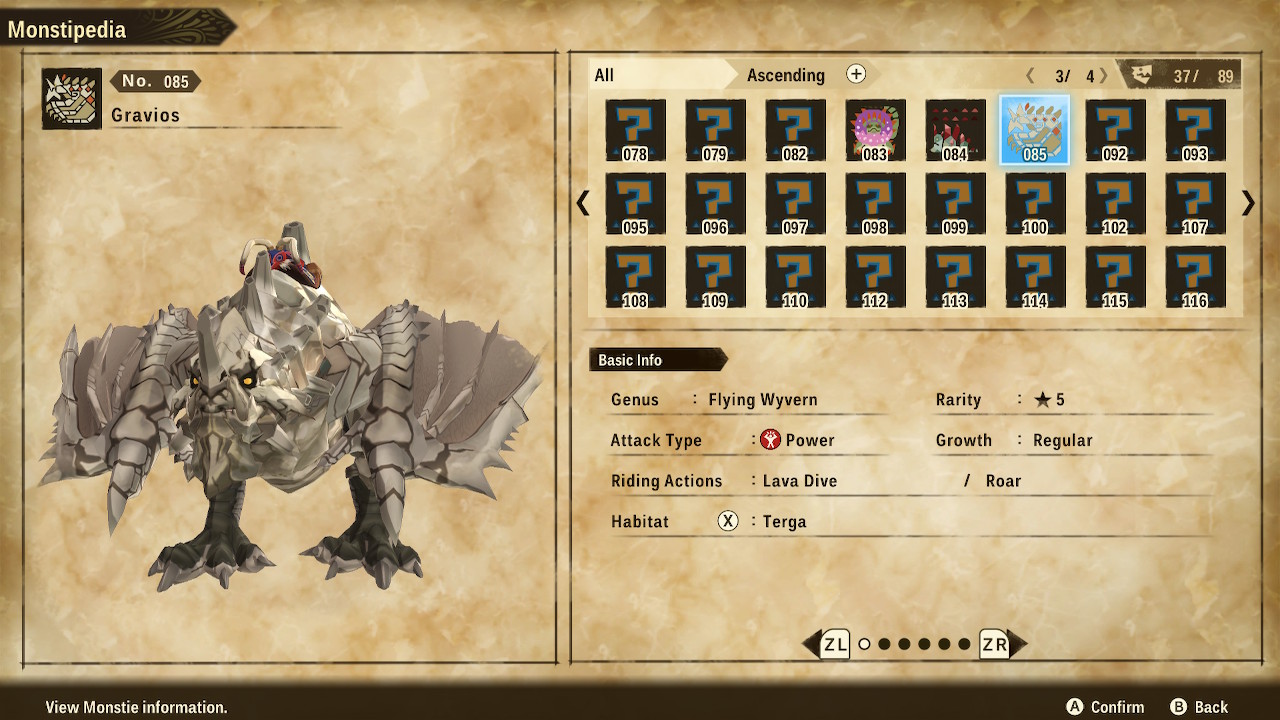 Monstipedia
No. 085
Gravios
All Ascending + 3/ 4 37/ 89
078 079 082 083 084 085 092 093
095 096 097 098 099 100 102 107
108 109 110 112 113 114 115 116
Basic Info
Genus : Flying Wyvern Rarity : ★ 5
Attack Type : Power Growth : Regular
Riding Actions : Lava Dive / Roar
Habitat X : Terga
ZL ZR
View Monstie information. A Confirm B Back